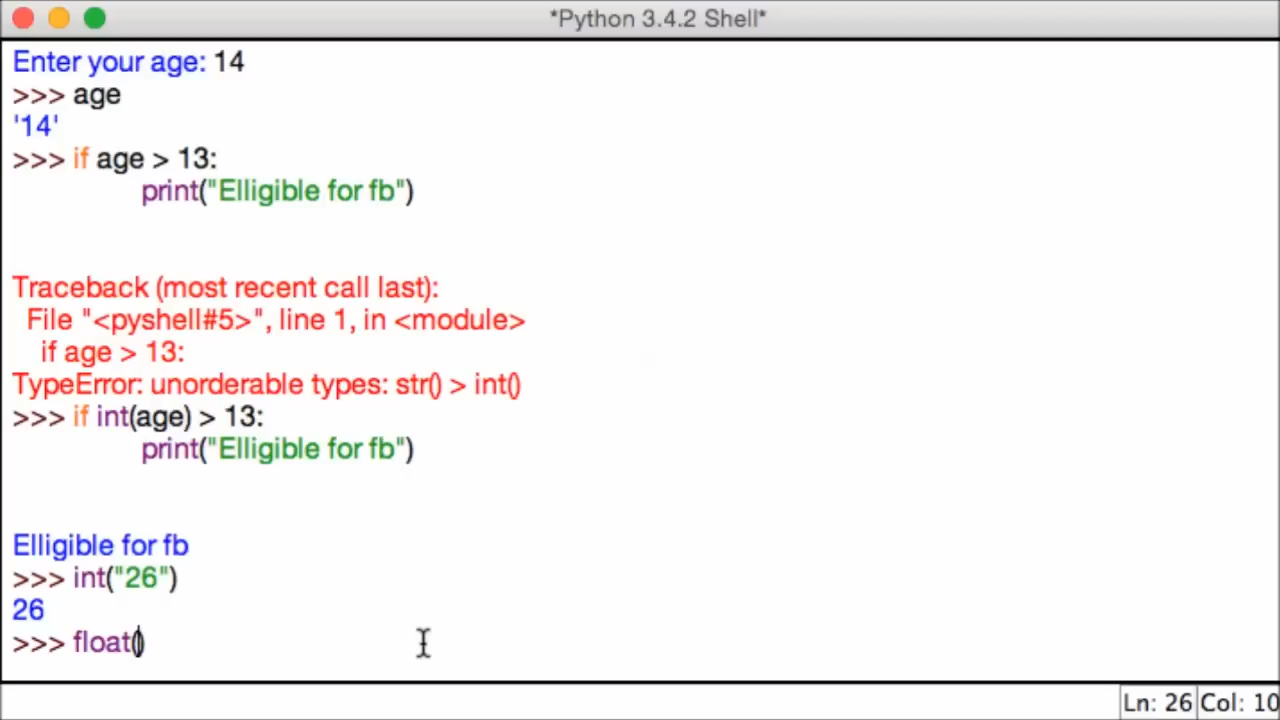 *Python 3.4.2 Shell*
Enter your age: 14
>>> age
'14'
>>> if age > 13:
print("Elligible for fb")
Traceback (most recent call last):
File "<pyshell#5>", line 1, in <module>
if age > 13:
TypeError: unorderable types: str() > int()
>>> if int(age) > 13:
print("Elligible for fb")
Elligible for fb
>>> int("26")
26
>>> float()
Ln: 26 Col: 10